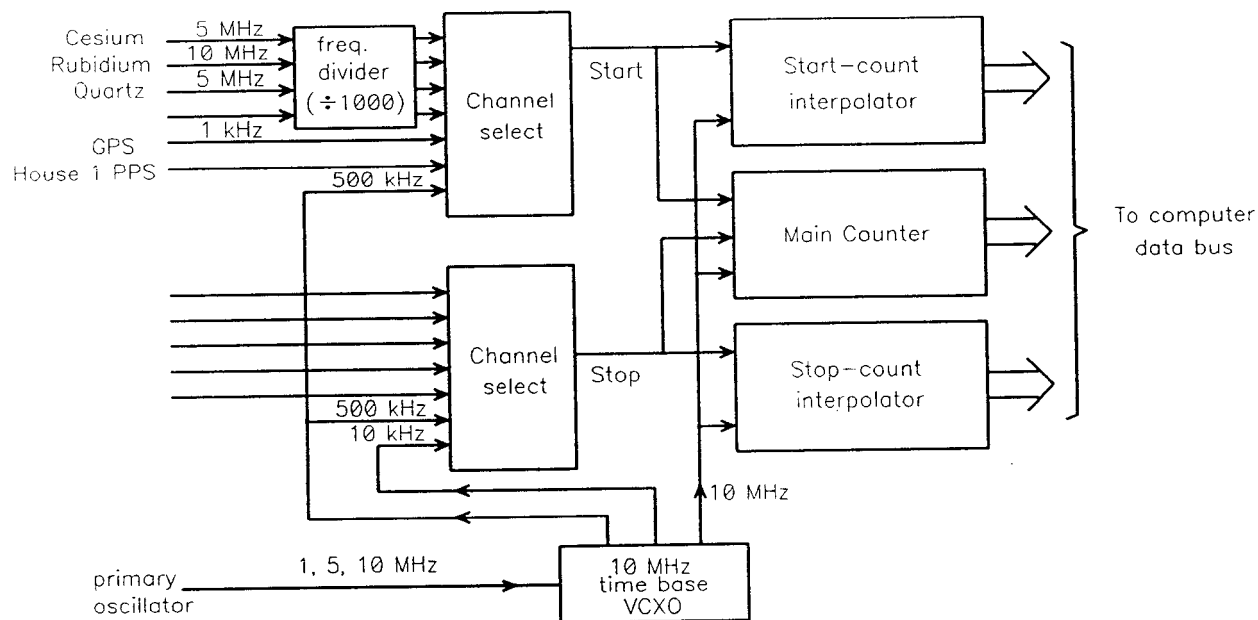 Cesium
5 MHz
Rubidium
10 MHz
Quartz
5 MHz
freq.
divider
(÷1000)
1 kHz
GPS
House 1 PPS
500 kHz
Channel
select
Start
Start-count
interpolator
Main Counter
To computer
data bus
Channel
select
500 kHz
10 kHz
Stop
Stop-count
interpolator
10 MHz
primary
oscillator
1, 5, 10 MHz
10 MHz
time base
VCXO